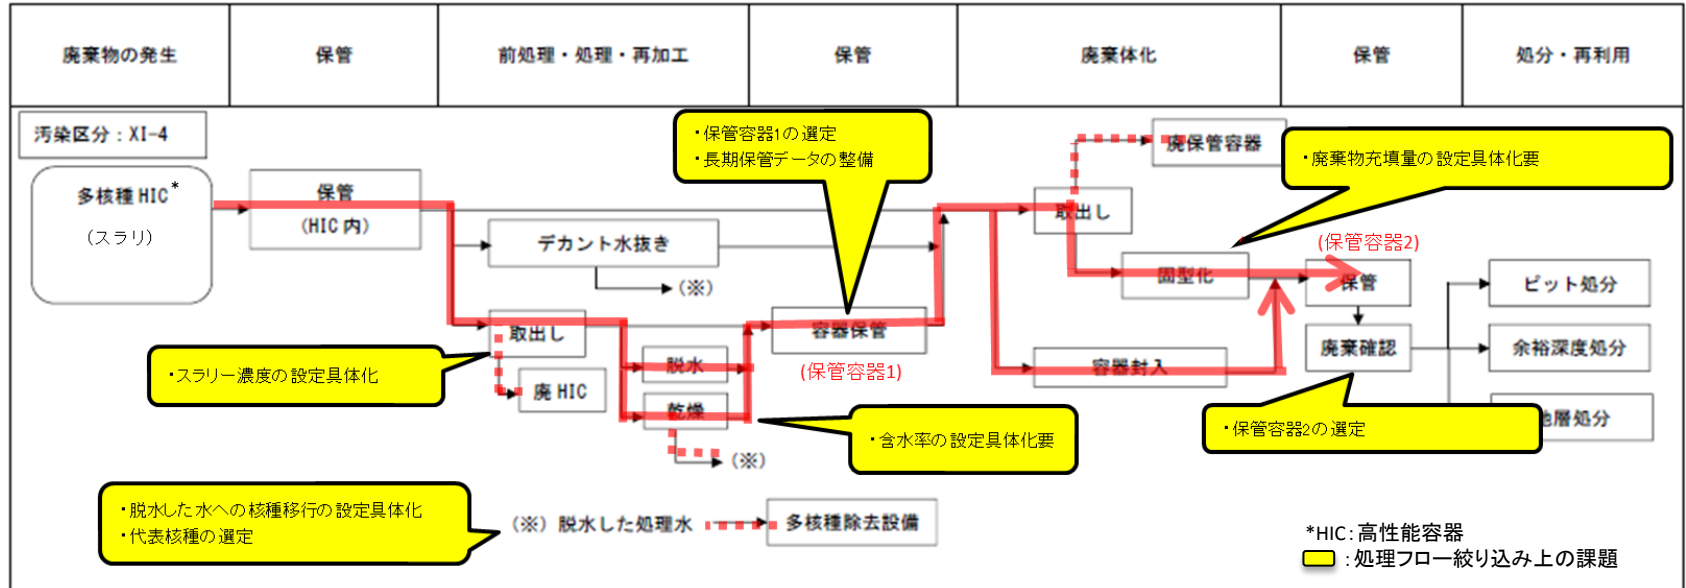 廃棄物の発生
保管
前処理・処理・再加工
保管
廃棄体化
保管
処分・再利用
汚染区分：XI-4
多核種 HIC*
（スラリ）
保管
(HIC 内)
デカント水抜き
（※）
取出し
廃 HIC
脱水
乾燥
（※）
・スラリー濃度の設定具体化
・保管容器1の選定
・長期保管データの整備
容器保管
(保管容器1)
・含水率の設定具体化要
廃保管容器
取出し
固型化
容器封入
・廃棄物充填量の設定具体化要
(保管容器2)
保管
廃棄確認
・保管容器2の選定
ピット処分
余裕深度処分
地層処分
・脱水した水への核種移行の設定具体化
・代表核種の選定
（※）脱水した処理水
多核種除去設備
*HIC：高性能容器
：処理フロー絞り込み上の課題